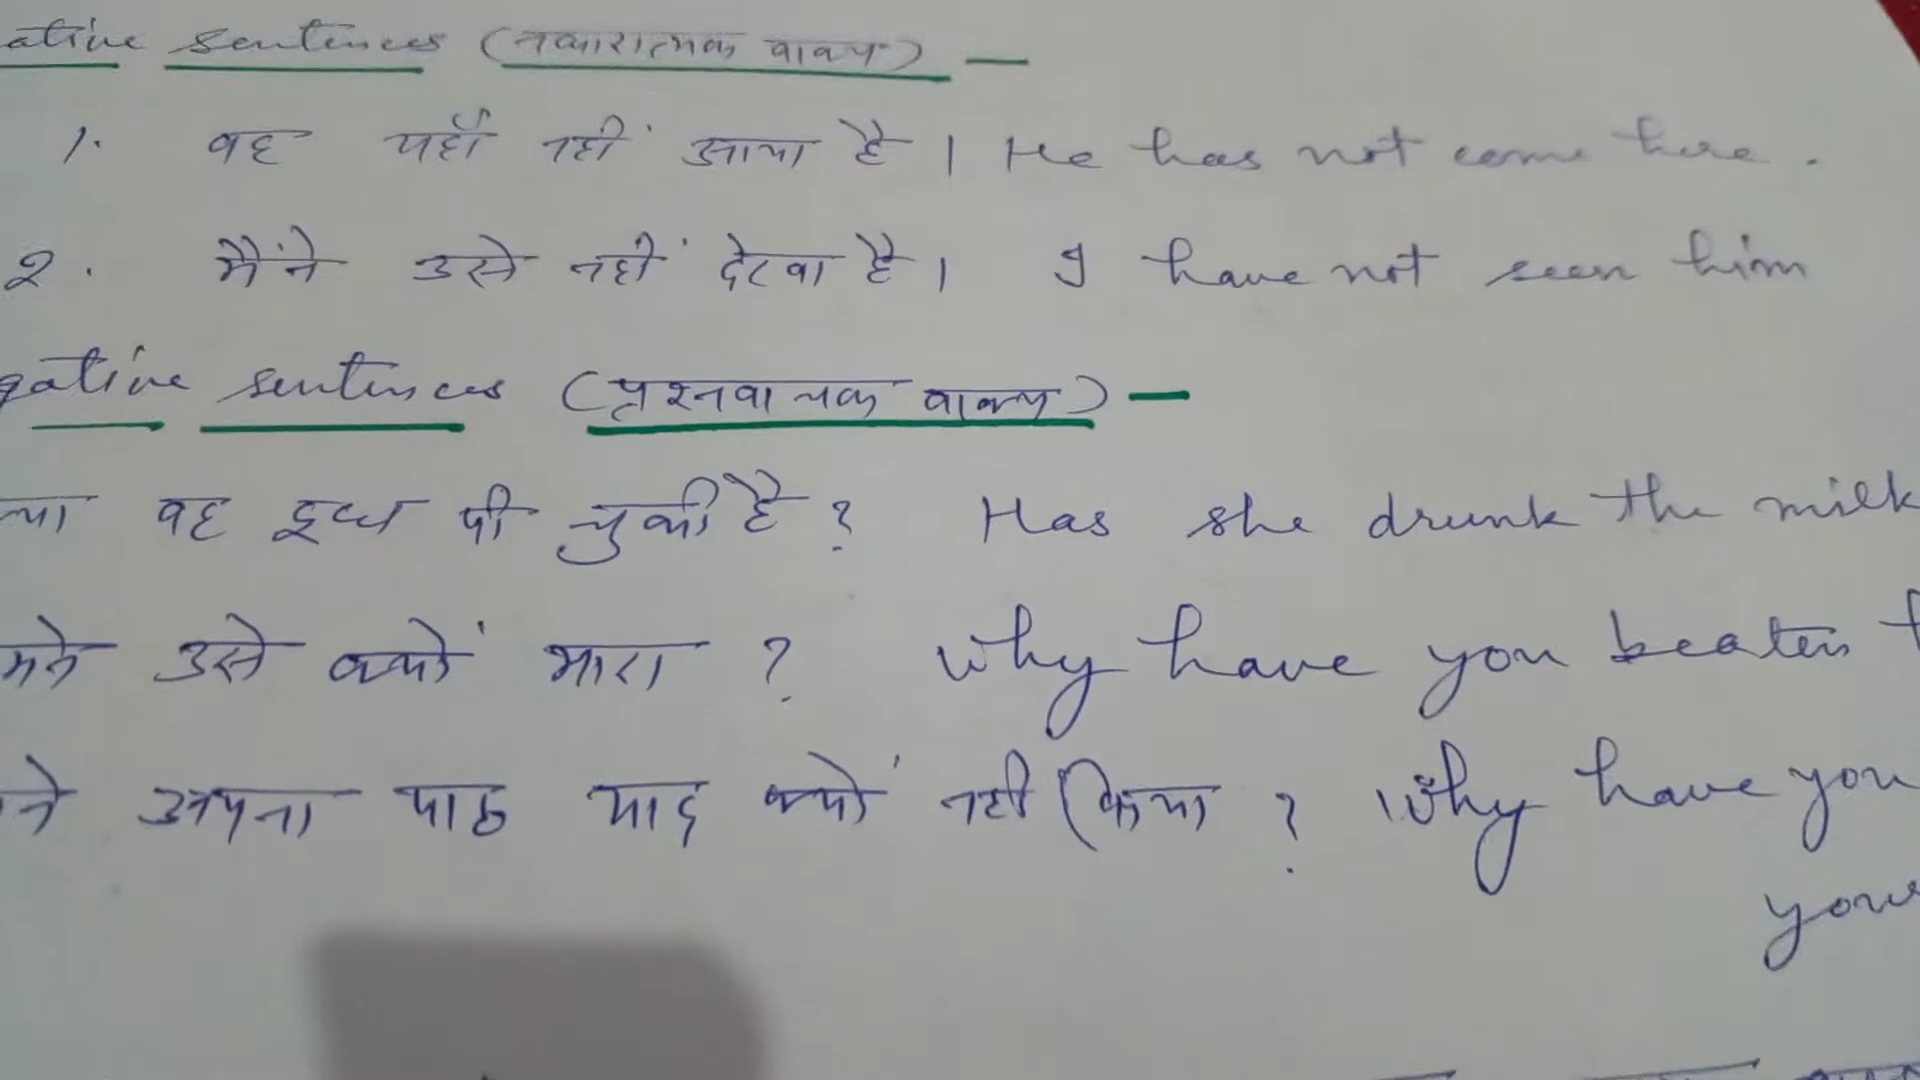 ative sentences (नकारात्मक वाक्य) —
1. वह यहाँ नहीं आया है । He has not come here .
2. मैंने उसे नहीं देखा है । I have not seen him
gative sentences (प्रश्नवाचक वाक्य) —
क्या वह दूध पी चुकी है ? Has she drunk the milk
मने उसे क्यों मारा ? Why have you beaten
ने अपना पाठ याद क्यों नहीं किया ? Why have you
your